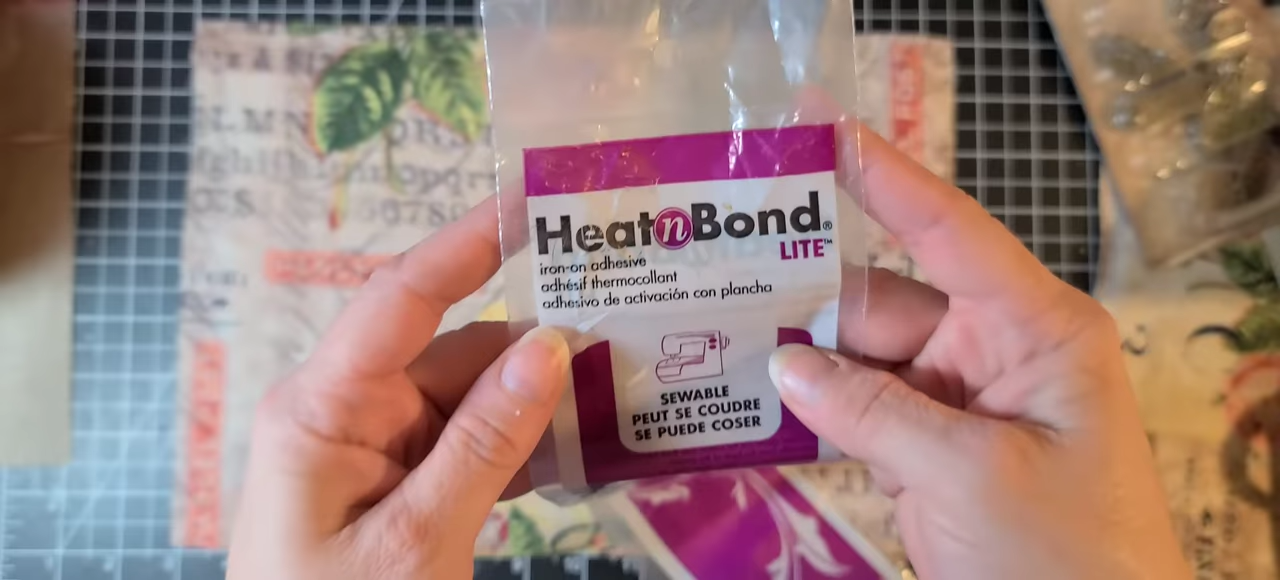 HeatnBond®
LITE™
iron-on adhesive
adhésif thermocollant
adhesivo de activación con plancha
SEWABLE
PEUT SE COUDRE
SE PUEDE COSER